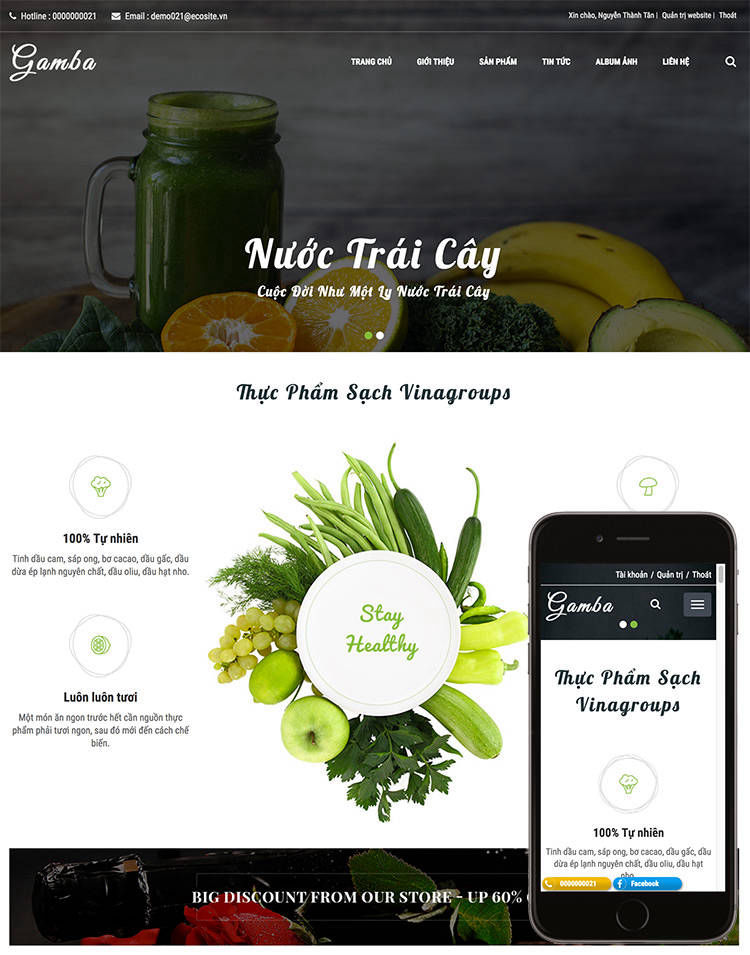 Hotline : 0000000021 Email : demo021@ecosite.vn Xin chào, Nguyễn Thành Tân | Quản trị website | Thoát
Gamba TRANG CHỦ GIỚI THIỆU SẢN PHẨM TIN TỨC ALBUM ẢNH LIÊN HỆ
Nước Trái Cây
Cuộc Đời Như Một Ly Nước Trái Cây
Thực Phẩm Sạch Vinagroups
100% Tự nhiên
Tinh dầu cam, sáp ong, bơ cacao, dầu gấc, dầu
dừa ép lạnh nguyên chất, dầu oliu, dầu hạt nho.
Luôn luôn tươi
Một món ăn ngon trước hết cần nguồn thực
phẩm phải tươi ngon, sau đó mới đến cách chế
biến.
Stay
Healthy
BIG DISCOUNT FROM OUR STORE - UP 60%
Tài khoản / Quản trị / Thoát
Gamba
Thực Phẩm Sạch
Vinagroups
100% Tự nhiên
Tinh dầu cam, sáp ong, bơ cacao, dầu gấc, dầu
dừa ép lạnh nguyên chất, dầu oliu, dầu hạt
nho.
0000000021 Facebook